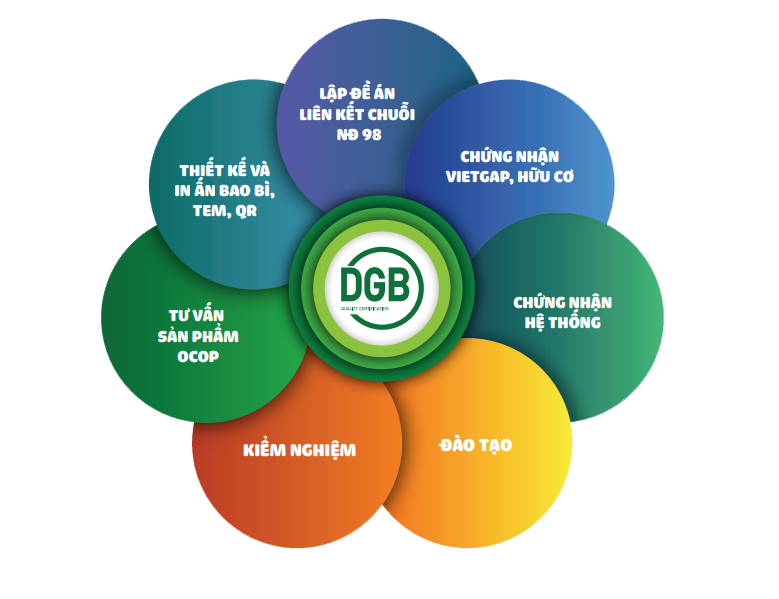 LẬP ĐỀ ÁN
LIÊN KẾT CHUỖI
NĐ 98
CHỨNG NHẬN
VIETGAP, HỮU CƠ
CHỨNG NHẬN
HỆ THỐNG
ĐÀO TẠO
KIỂM NGHIỆM
TƯ VẤN
SẢN PHẨM
OCOP
THIẾT KẾ VÀ
IN ẤN BAO BÌ,
TEM, QR
DGB
QUALITY CERTIFICATION